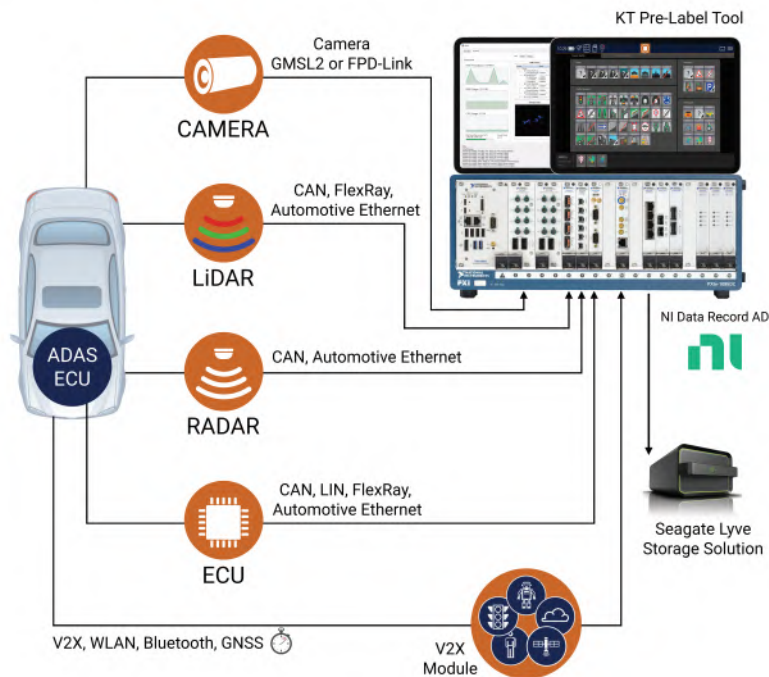 KT Pre-Label Tool
Camera
GMSL2 or FPD-Link
CAMERA
CAN, FlexRay,
Automotive Ethernet
LiDAR
PXI
NI Data Record AD
ni
ADAS
ECU
CAN, Automotive Ethernet
RADAR
CAN, LIN, FlexRay,
Automotive Ethernet
ECU
Seagate Lyve
Storage Solution
V2X, WLAN, Bluetooth, GNSS
V2X
Module